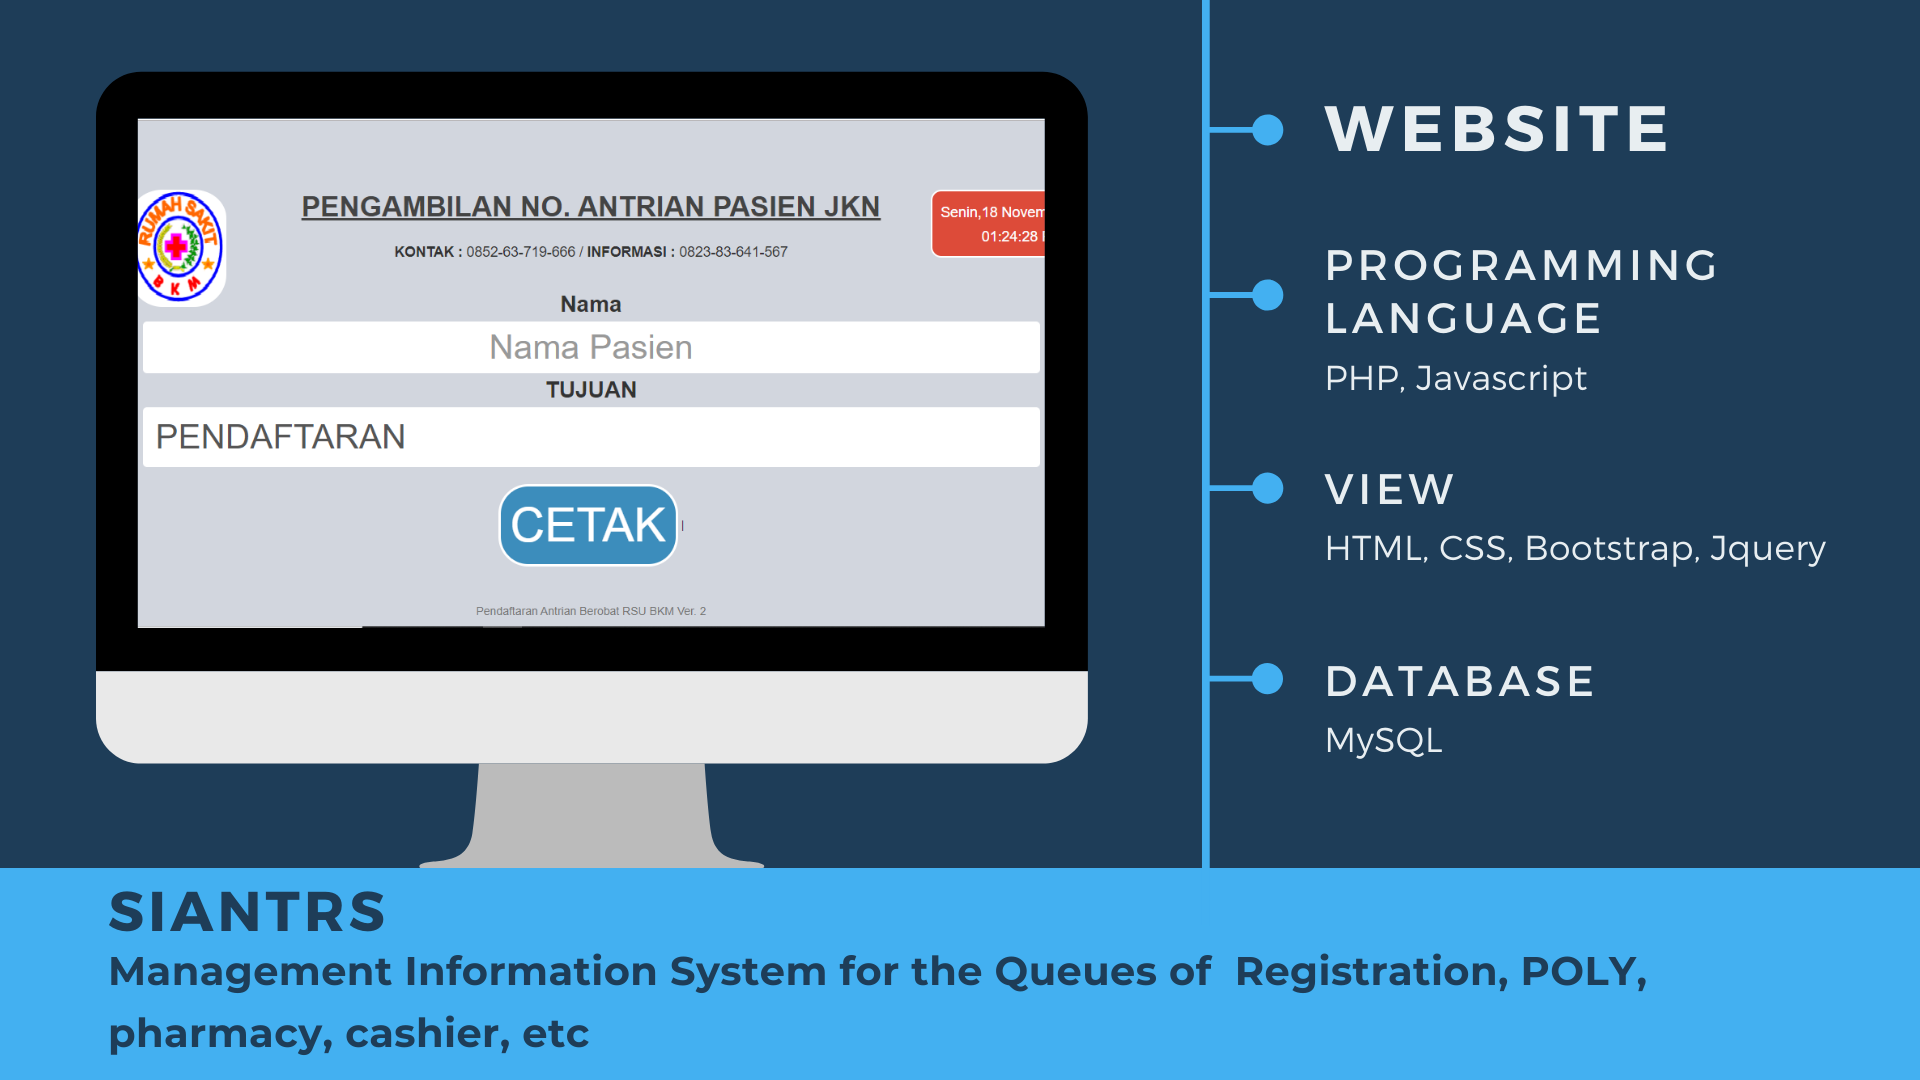 RUMAH SAKIT
BKM
PENGAMBILAN NO. ANTRIAN PASIEN JKN
KONTAK : 0852-63-719-666 / INFORMASI : 0823-83-641-567
Senin,18 Novem
01:24:28
Nama
Nama Pasien
TUJUAN
PENDAFTARAN
CETAK
Pendaftaran Antrian Berobat RSU BKM Ver. 2
WEBSITE
PROGRAMMING
LANGUAGE
PHP, Javascript
VIEW
HTML, CSS, Bootstrap, Jquery
DATABASE
MySQL
SIANTRS
Management Information System for the Queues of  Registration, POLY,
pharmacy, cashier, etc